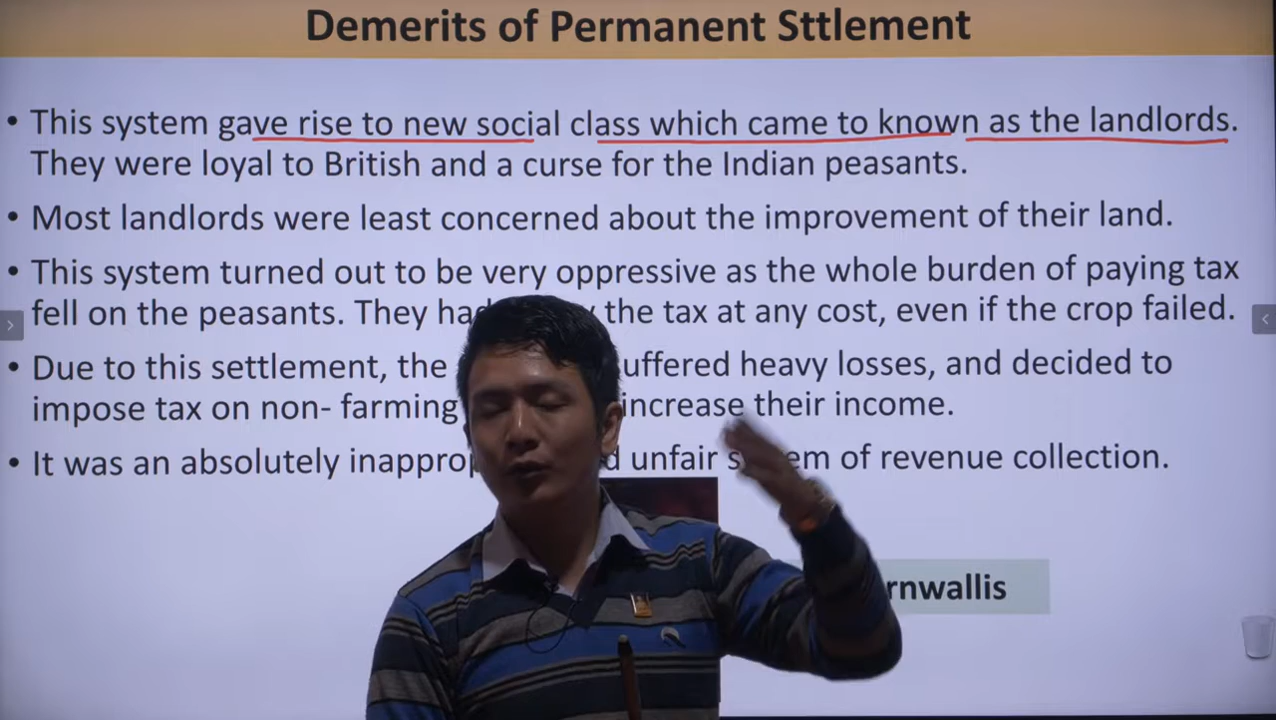 Demerits of Permanent Sttlement
• This system gave rise to new social class which came to known as the landlords.
They were loyal to British and a curse for the Indian peasants.
• Most landlords were least concerned about the improvement of their land.
• This system turned out to be very oppressive as the whole burden of paying tax
fell on the peasants. They had the tax at any cost, even if the crop failed.
• Due to this settlement, the uffered heavy losses, and decided to
impose tax on non- farming increase their income.
• It was an absolutely inapprop unfair em of revenue collection.
rnwallis